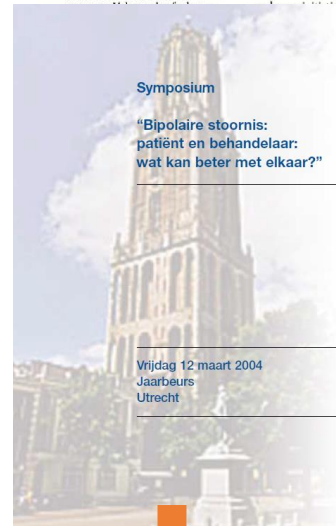 Symposium
“Bipolaire stoornis:
patiënt en behandelaar:
wat kan beter met elkaar?”
Vrijdag 12 maart 2004
Jaarbeurs
Utrecht